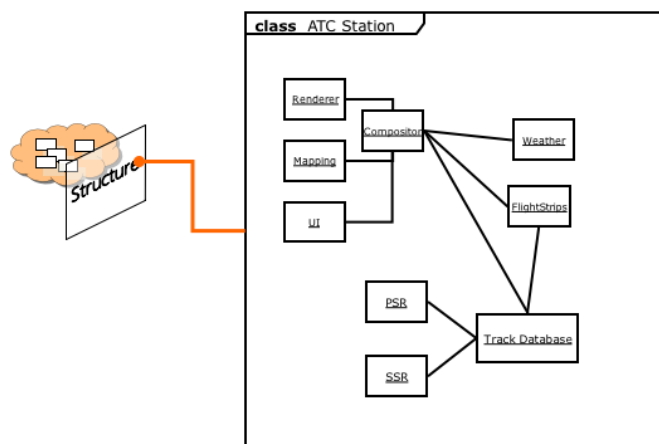 class ATC Station
Renderer
Compositor
Mapping
Weather
UI
FlightStrips
Structure
PSR
Track Database
SSR